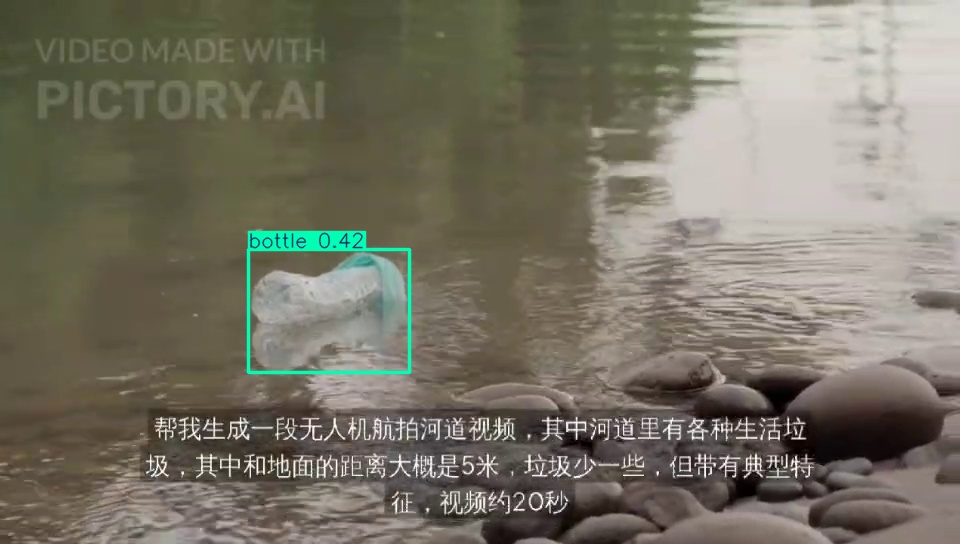 VIDEO MADE WITH
PICTORY.AI
bottle 0.42
帮我生成一段无人机航拍河道视频，其中河道里有各种生活垃
圾，其中和地面的距离大概是5米，垃圾少一些，但带有典型特
征，视频约20秒